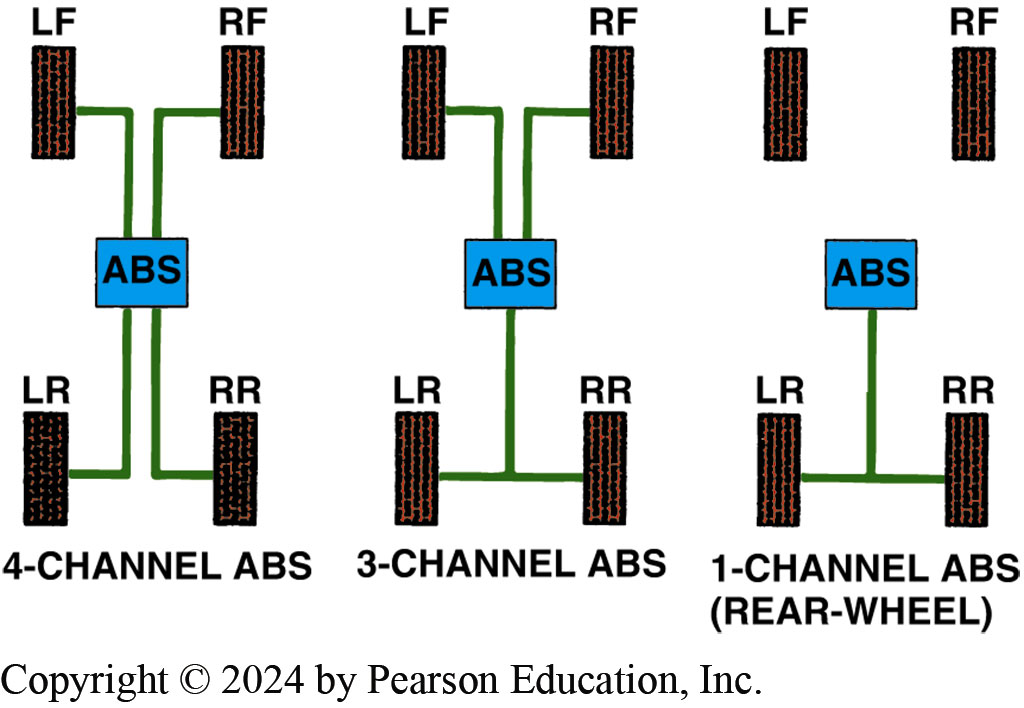 LF RF LF RF LF RF
ABS ABS ABS
LR RR LR RR LR RR
4-CHANNEL ABS 3-CHANNEL ABS 1-CHANNEL ABS
(REAR-WHEEL)
Copyright © 2024 by Pearson Education, Inc.